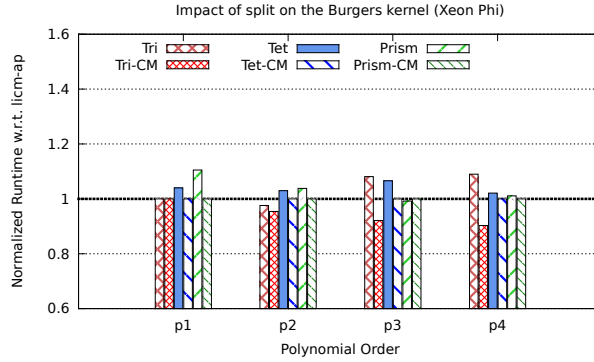 Impact of split on the Burgers kernel (Xeon Phi)
Normalized Runtime w.r.t. licm-ap
1.6
1.4
1.2
1
0.8
0.6
Tri Tet Prism
Tri-CM Tet-CM Prism-CM
p1 p2 p3 p4
Polynomial Order